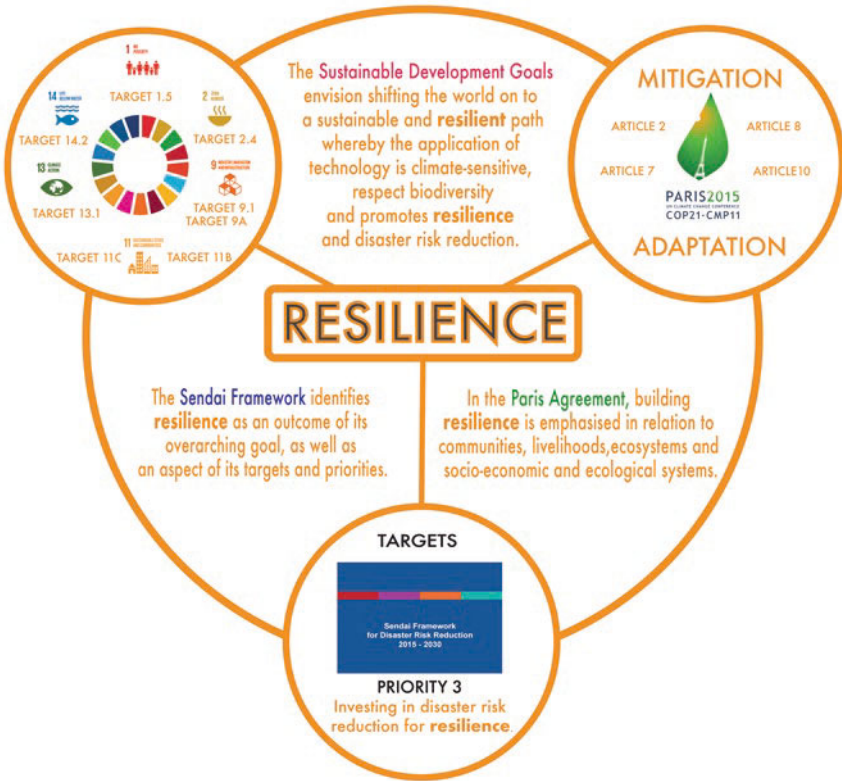 1 NO
POVERTY
TARGET 1.5
14 LIFE
BELOW WATER
TARGET 14.2
2 ZERO
HUNGER
TARGET 2.4
13 CLIMATE
ACTION
TARGET 13.1
9 INDUSTRY, INNOVATION
AND INFRASTRUCTURE
TARGET 9.1
TARGET 9A
11 SUSTAINABLE CITIES
AND COMMUNITIES
TARGET 11C
TARGET 11B
The Sustainable Development Goals
envision shifting the world on to
a sustainable and resilient path
whereby the application of
technology is climate-sensitive,
respect biodiversity
and promotes resilience
and disaster risk reduction.
MITIGATION
ARTICLE 2
ARTICLE 8
ARTICLE 7
ARTICLE10
PARIS2015
UN CLIMATE CHANGE CONFERENCE
COP21-CMP11
ADAPTATION
RESILIENCE
The Sendai Framework identifies
resilience as an outcome of its
overarching goal, as well as
an aspect of its targets and priorities.
In the Paris Agreement, building
resilience is emphasised in relation to
communities, livelihoods,ecosystems and
socio-economic and ecological systems.
TARGETS
Sendai Framework
for Disaster Risk Reduction
2015 - 2030
PRIORITY 3
Investing in disaster risk
reduction for resilience.